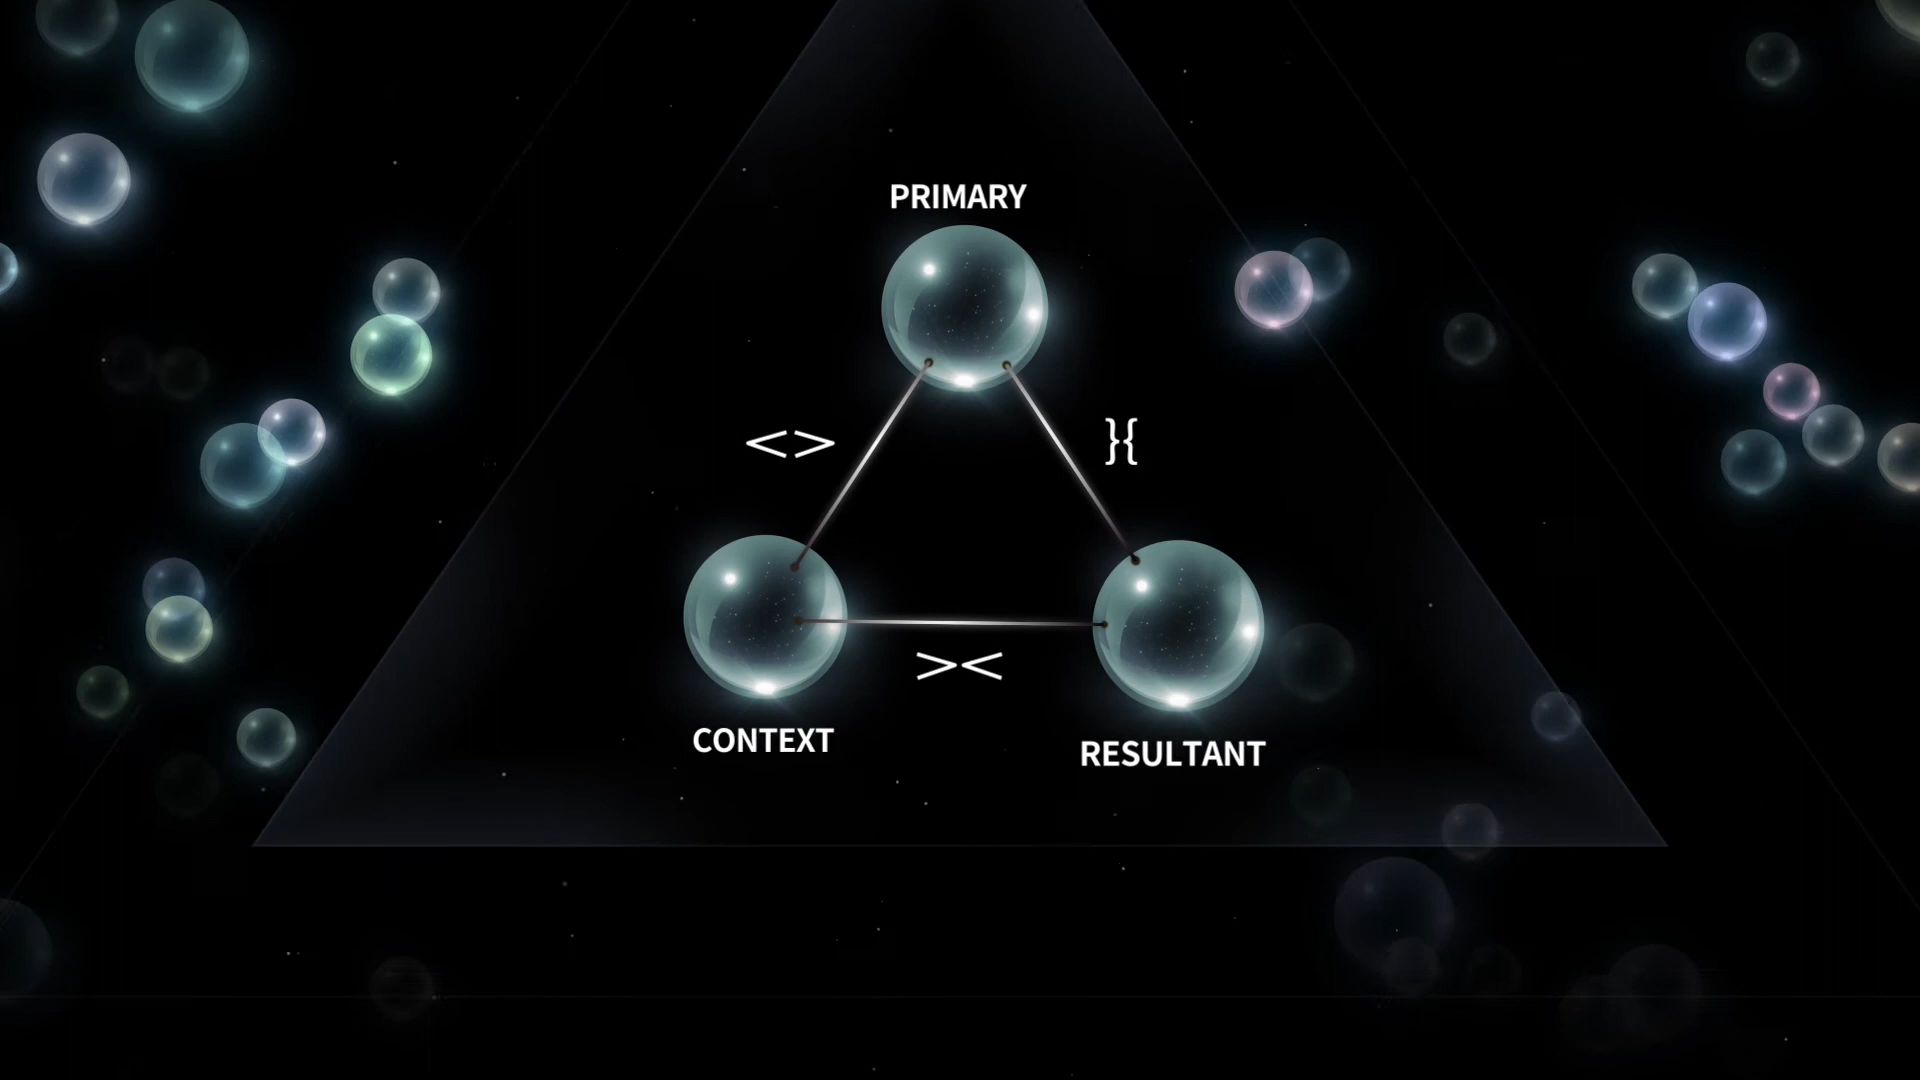 PRIMARY
<> }{
><
CONTEXT
RESULTANT